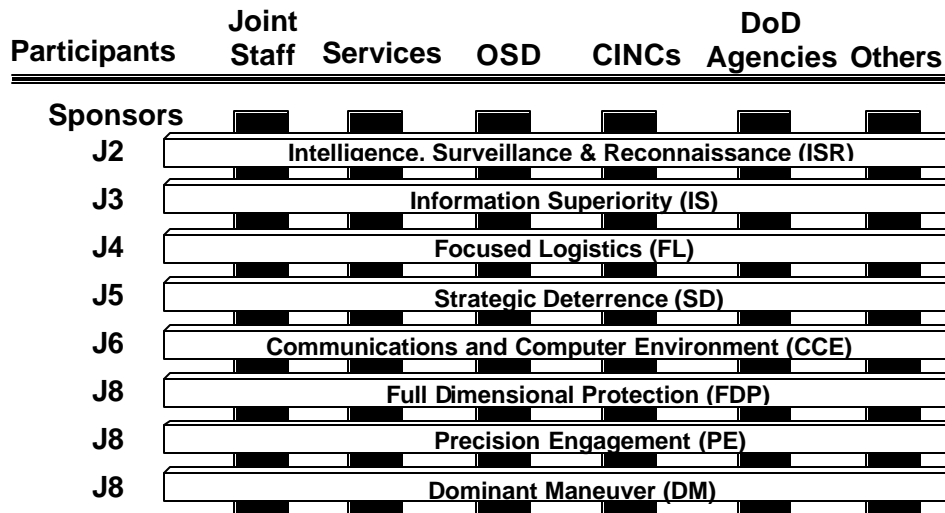 Participants Joint Staff Services OSD CINCs DoD Agencies Others
Sponsors
J2 Intelligence, Surveillance & Reconnaissance (ISR)
J3 Information Superiority (IS)
J4 Focused Logistics (FL)
J5 Strategic Deterrence (SD)
J6 Communications and Computer Environment (CCE)
J8 Full Dimensional Protection (FDP)
J8 Precision Engagement (PE)
J8 Dominant Maneuver (DM)